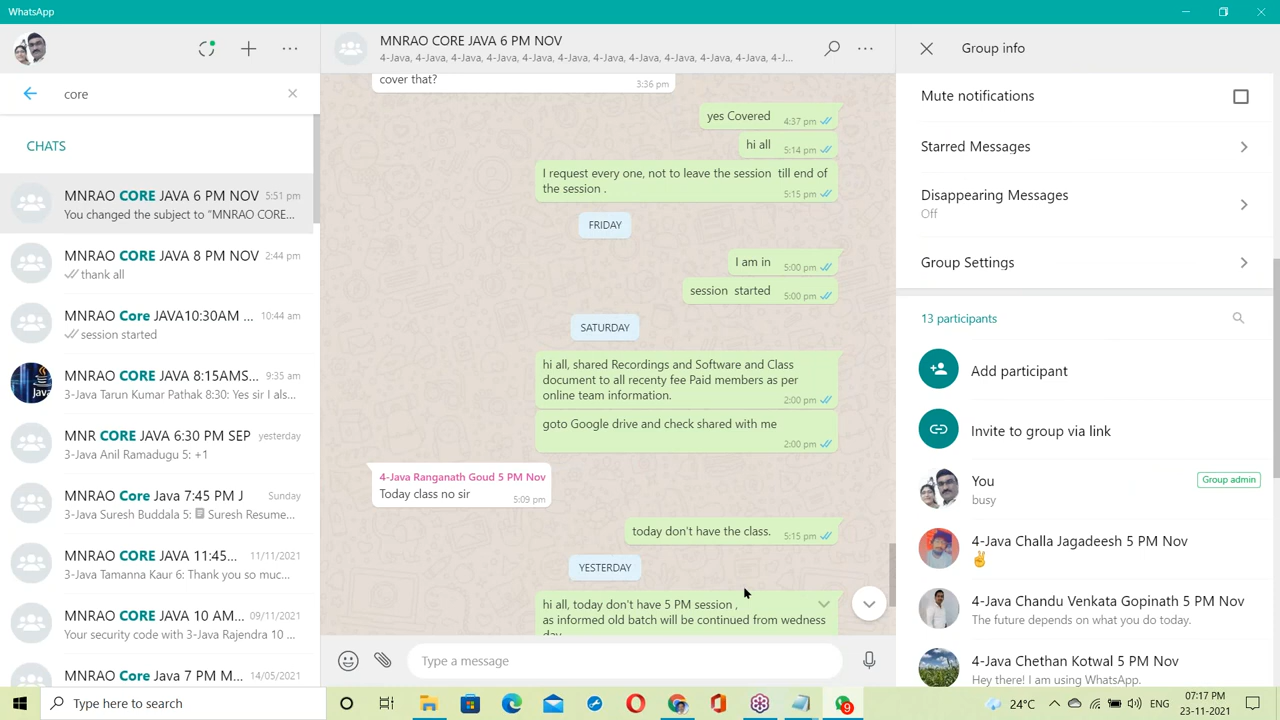 WhatsApp
core
CHATS
MNRAO CORE JAVA 6 PM NOV 5:51 pm
You changed the subject to "MNRAO CORE...
MNRAO CORE JAVA 8 PM NOV 2:44 pm
thank all
MNRAO Core JAVA10:30AM ... 10:44 am
session started
MNRAO CORE JAVA 8:15AMS... 9:35 am
3-Java Tarun Kumar Pathak 8:30: Yes sir I als...
MNR CORE JAVA 6:30 PM SEP yesterday
3-Java Anil Ramadugu 5: +1
MNRAO Core Java 7:45 PM J Sunday
3-Java Suresh Buddala 5: Suresh Resume...
MNRAO CORE JAVA 11:45... 11/11/2021
3-Java Tamanna Kaur 6: Thank you so muc...
MNRAO CORE JAVA 10 AM... 09/11/2021
Your security code with 3-Java Rajendra 10 ...
MNRAO Core JAVA 7 PM M... 14/05/2021
MNRAO CORE JAVA 6 PM NOV
4-Java, 4-Java, 4-Java, 4-Java, 4-Java, 4-Java, 4-Java, 4-Java, 4-Java, 4-Java, 4-Java, 4-J...
cover that?
3:36 pm
yes Covered 4:37 pm
hi all 5:14 pm
I request every one, not to leave the session till end of
the session . 5:15 pm
FRIDAY
I am in 5:00 pm
session started 5:00 pm
SATURDAY
hi all, shared Recordings and Software and Class
document to all recenty fee Paid members as per
online team information. 2:00 pm
goto Google drive and check shared with me
2:00 pm
4-Java Ranganath Goud 5 PM Nov
Today class no sir 5:09 pm
today don't have the class. 5:15 pm
YESTERDAY
hi all, today don't have 5 PM session ,
as informed old batch will be continued from wedness
day
Type a message
Group info
Mute notifications
Starred Messages
Disappearing Messages
Off
Group Settings
13 participants
Add participant
Invite to group via link
You Group admin
busy
4-Java Challa Jagadeesh 5 PM Nov
✌
4-Java Chandu Venkata Gopinath 5 PM Nov
The future depends on what you do today.
4-Java Chethan Kotwal 5 PM Nov
Hey there! I am using WhatsApp.
Type here to search
9
24°C
ENG
07:17 PM
23-11-2021